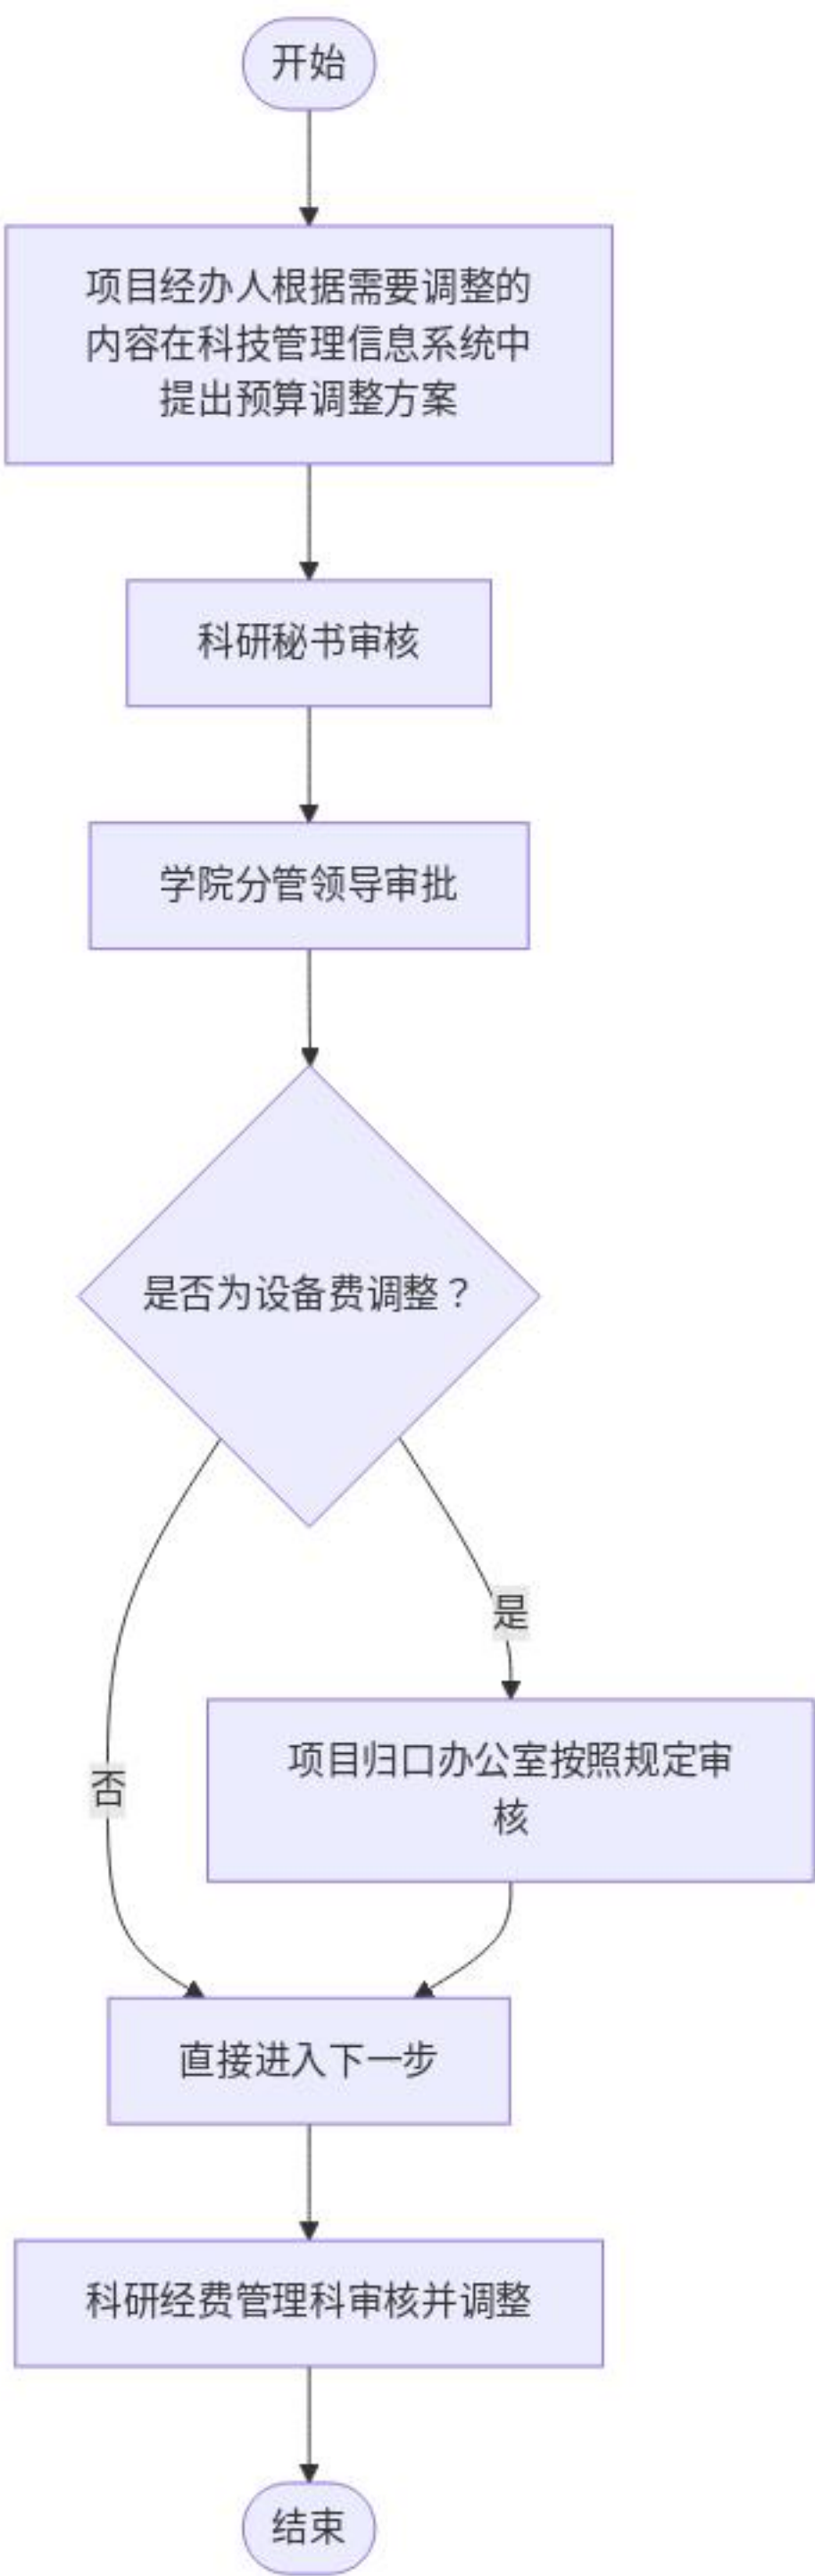 开始
项目经办人根据需要调整的
内容在科技管理信息系统中
提出预算调整方案
科研秘书审核
学院分管领导审批
是否为设备费调整？
是
项目归口办公室按照规定审
核
否
直接进入下一步
科研经费管理科审核并调整
结束